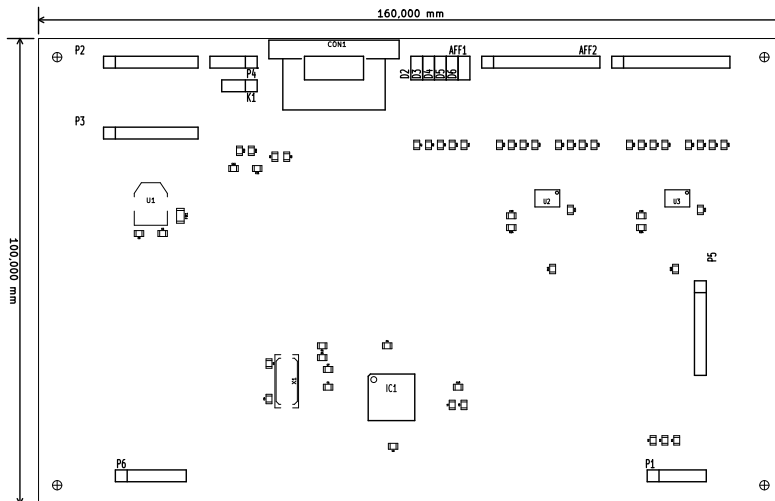 160,000 mm
P2
CON1
AFF1
AFF2
P4
D2
D3
D4
D5
D6
K1
P3
U1
U2
U3
P5
100,000 mm
X1
IC1
P6
P1